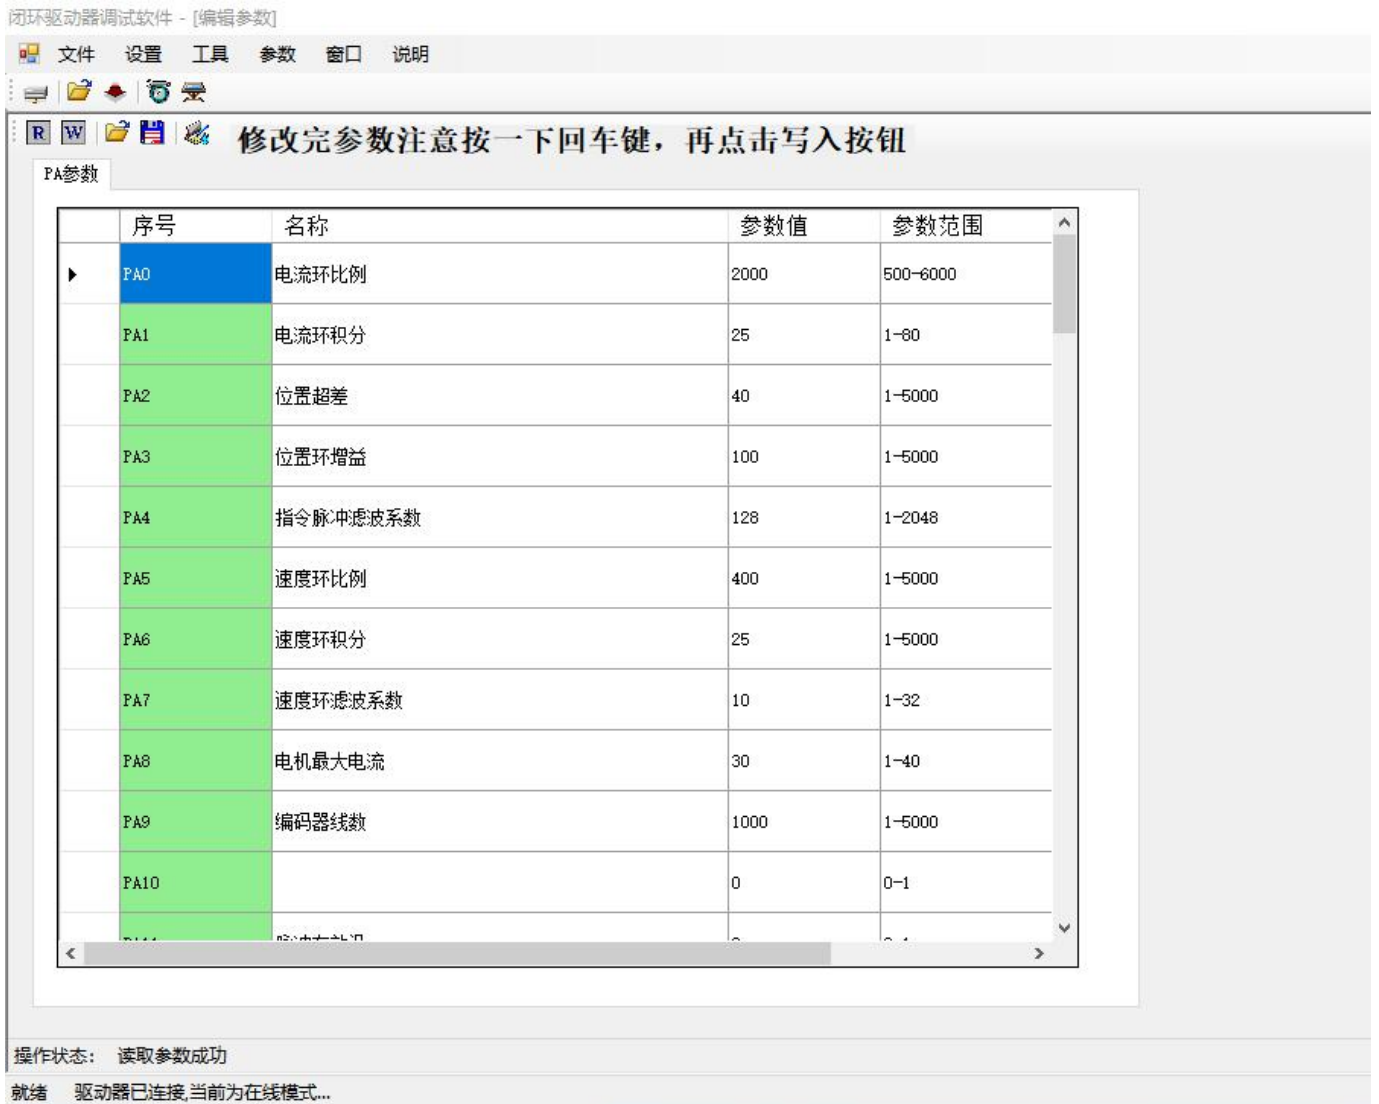 闭环驱动器调试软件 - [编辑参数]
文件 设置 工具 参数 窗口 说明
R W 修改完参数注意按一下回车键，再点击写入按钮
PA参数
序号 名称 参数值 参数范围
PA0 电流环比例 2000 500-6000
PA1 电流环积分 25 1-80
PA2 位置超差 40 1-5000
PA3 位置环增益 100 1-5000
PA4 指令脉冲滤波系数 128 1-2048
PA5 速度环比例 400 1-5000
PA6 速度环积分 25 1-5000
PA7 速度环滤波系数 10 1-32
PA8 电机最大电流 30 1-40
PA9 编码器线数 1000 1-5000
PA10 0 0-1
操作状态： 读取参数成功
就绪 驱动器已连接,当前为在线模式...